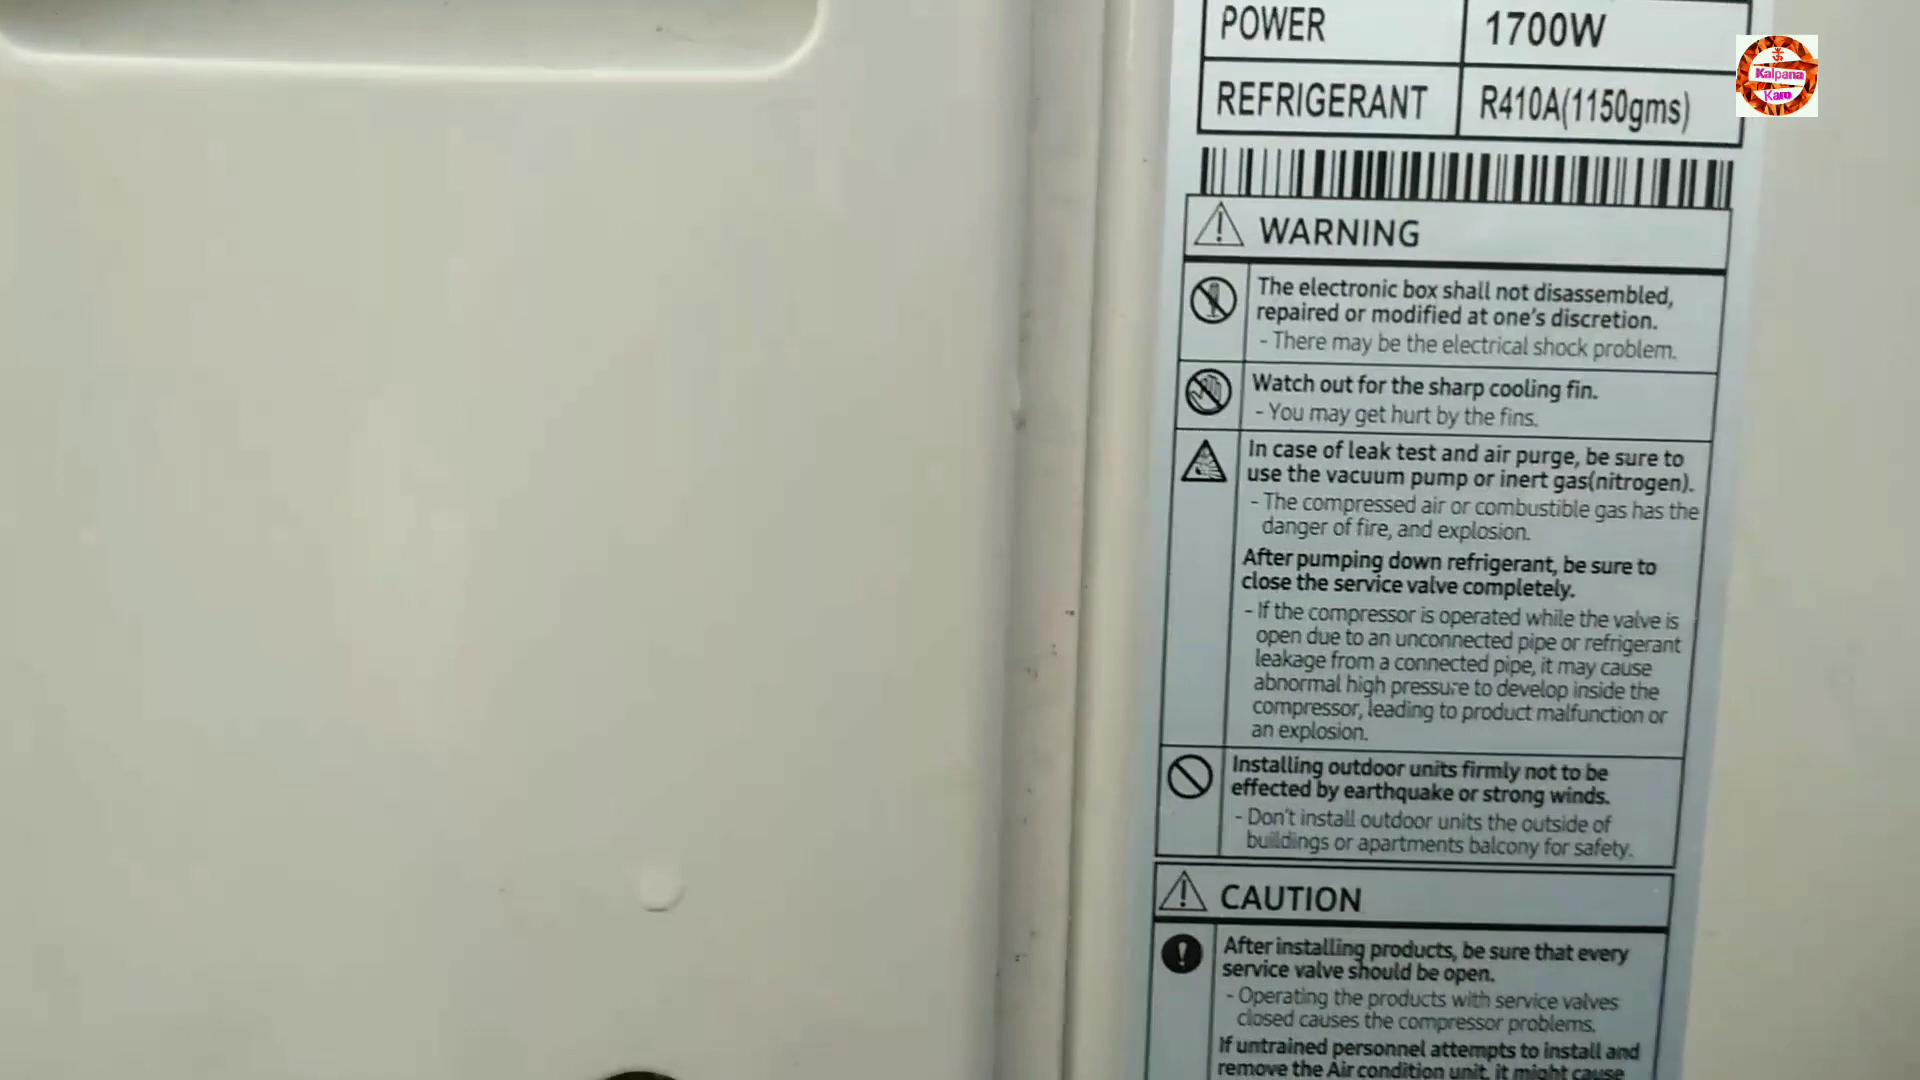 POWER 1700W
REFRIGERANT R410A(1150gms)
ॐ
Kalpana
Karo
WARNING
The electronic box shall not disassembled,
repaired or modified at one's discretion.
- There may be the electrical shock problem.
Watch out for the sharp cooling fin.
- You may get hurt by the fins.
In case of leak test and air purge, be sure to
use the vacuum pump or inert gas(nitrogen).
- The compressed air or combustible gas has the
danger of fire, and explosion.
After pumping down refrigerant, be sure to
close the service valve completely.
- If the compressor is operated while the valve is
open due to an unconnected pipe or refrigerant
leakage from a connected pipe, it may cause
abnormal high pressure to develop inside the
compressor, leading to product malfunction or
an explosion.
Installing outdoor units firmly not to be
effected by earthquake or strong winds.
- Don't install outdoor units the outside of
buildings or apartments balcony for safety.
CAUTION
After installing products, be sure that every
service valve should be open.
- Operating the products with service valves
closed causes the compressor problems.
If untrained personnel attempts to install and
remove the Air condition unit, it might cause